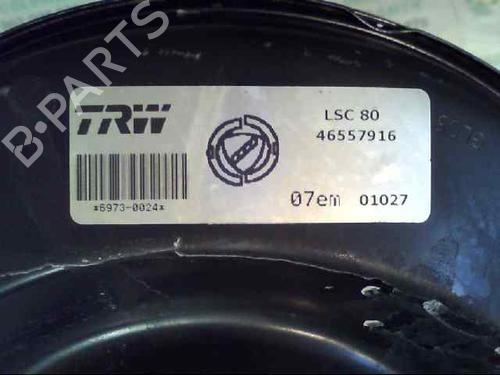 B-PARTS
TRW
LSC 80
46557916
*6973-0024*
07em 01027